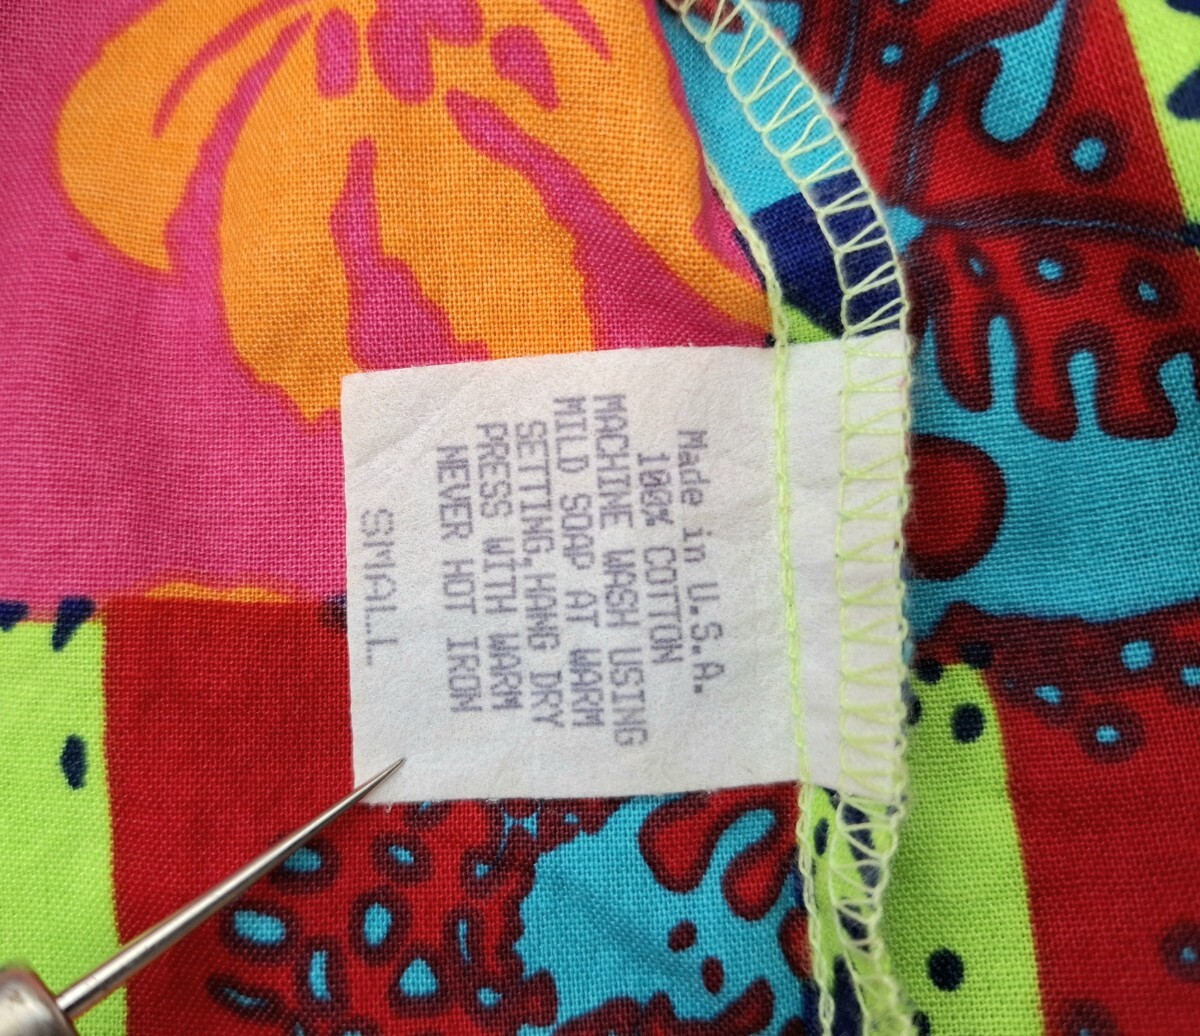 Made in U.S.A.
100% COTTON
MACHINE WASH USING
MILD SOAP AT WARM
SETTING, HANG DRY
PRESS WITH WARM
NEVER HOT IRON
SMALL